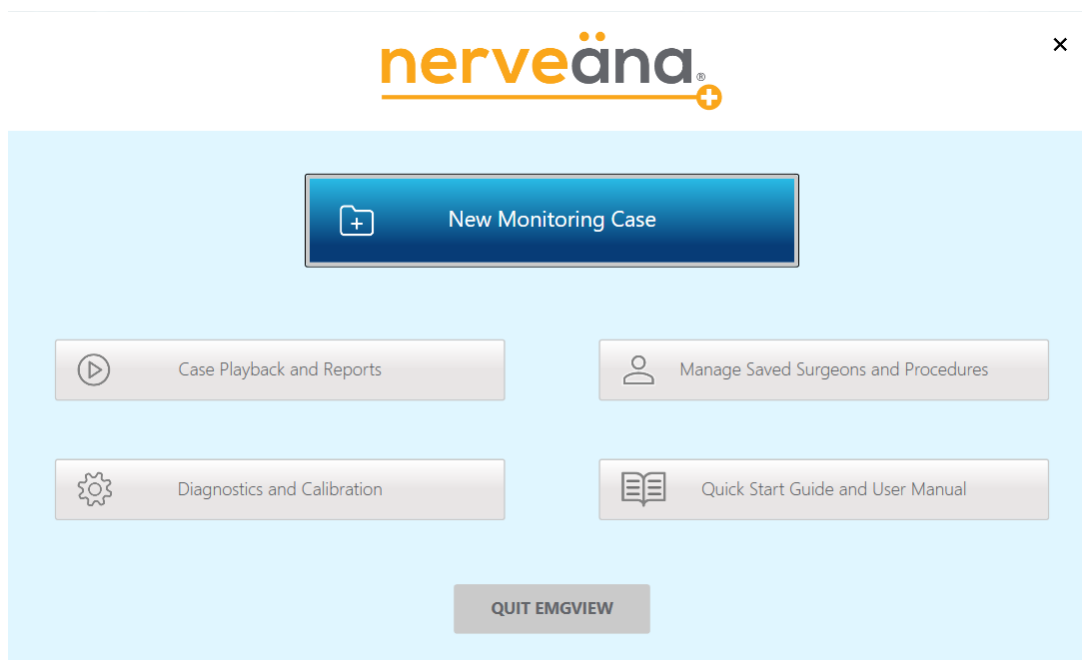 nerveäna®
×
New Monitoring Case
Case Playback and Reports
Manage Saved Surgeons and Procedures
Diagnostics and Calibration
Quick Start Guide and User Manual
QUIT EMGVIEW